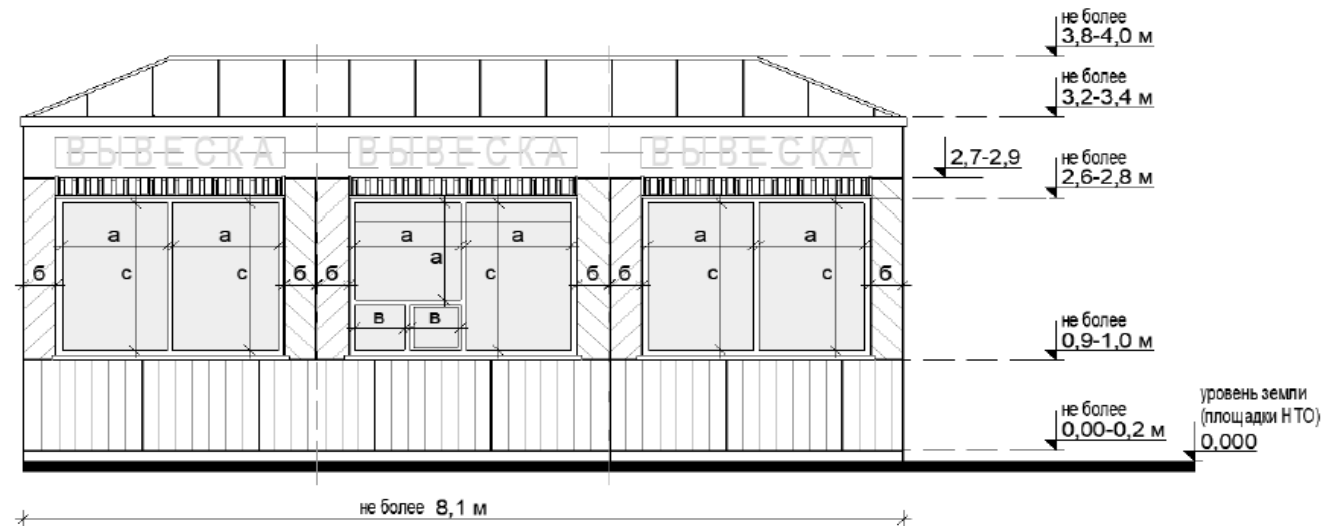 не более
3,8-4,0 м
не более
3,2-3,4 м
ВЫВЕСКА ВЫВЕСКА ВЫВЕСКА
2,7-2,9
не более
2,6-2,8 м
а а а а а а
а
б с с б б с б б с с б
в в
не более
0,9-1,0 м
не более
0,00-0,2 м
уровень земли
(площадки НТО)
0,000
не более 8,1 м